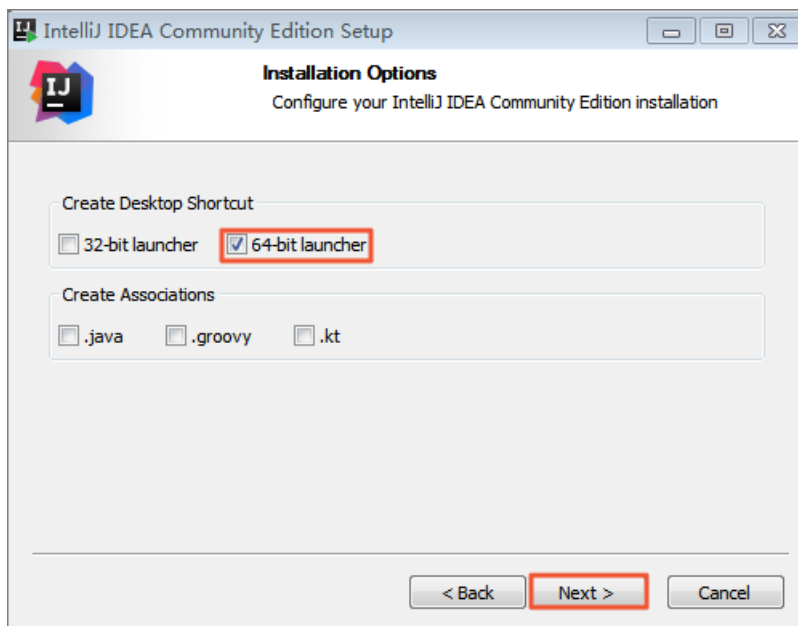 IntelliJ IDEA Community Edition Setup
IJ
Installation Options
Configure your IntelliJ IDEA Community Edition installation
Create Desktop Shortcut
32-bit launcher 64-bit launcher
Create Associations
.java .groovy .kt
< Back Next > Cancel